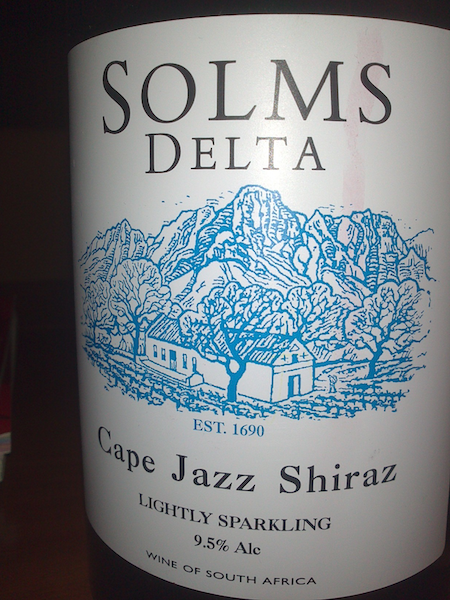 SOLMS
DELTA
EST. 1690
Cape Jazz Shiraz
LIGHTLY SPARKLING
9.5% Alc
WINE OF SOUTH AFRICA